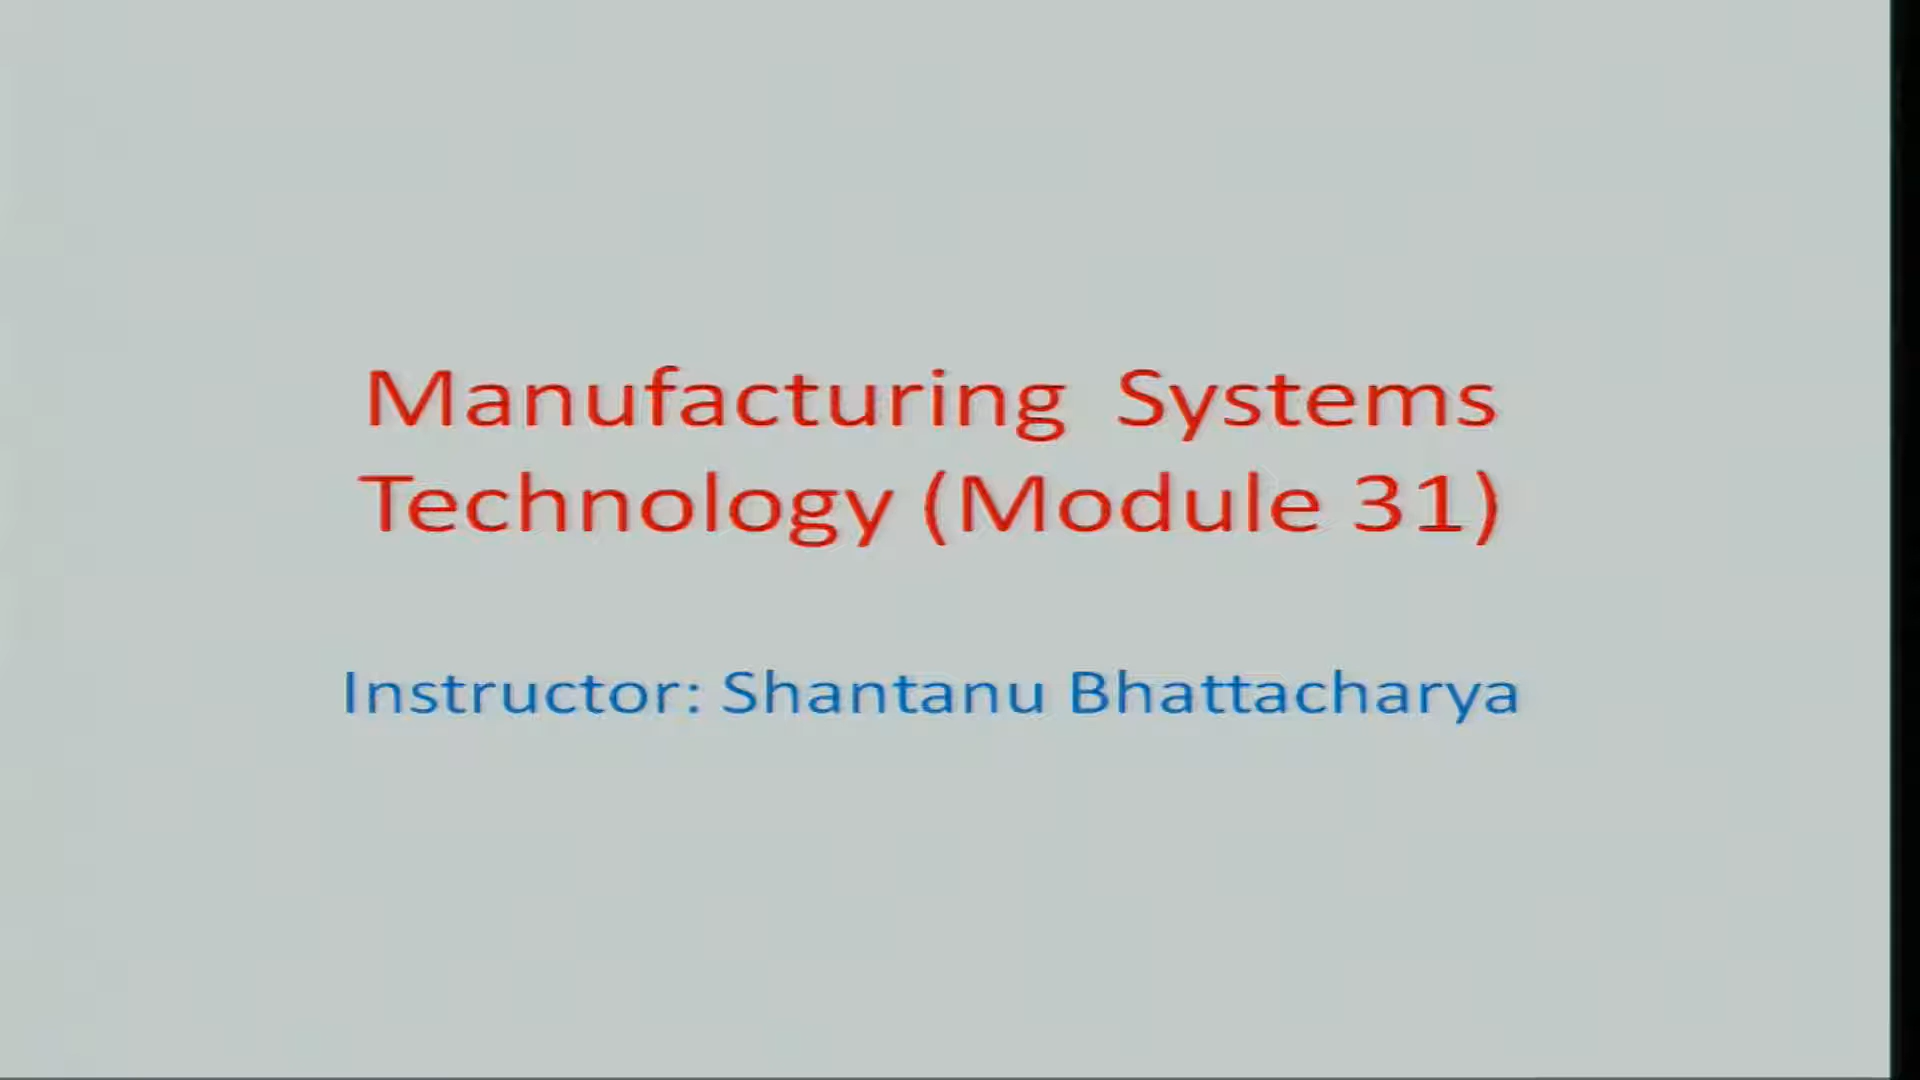 Manufacturing Systems
Technology (Module 31)
Instructor: Shantanu Bhattacharya